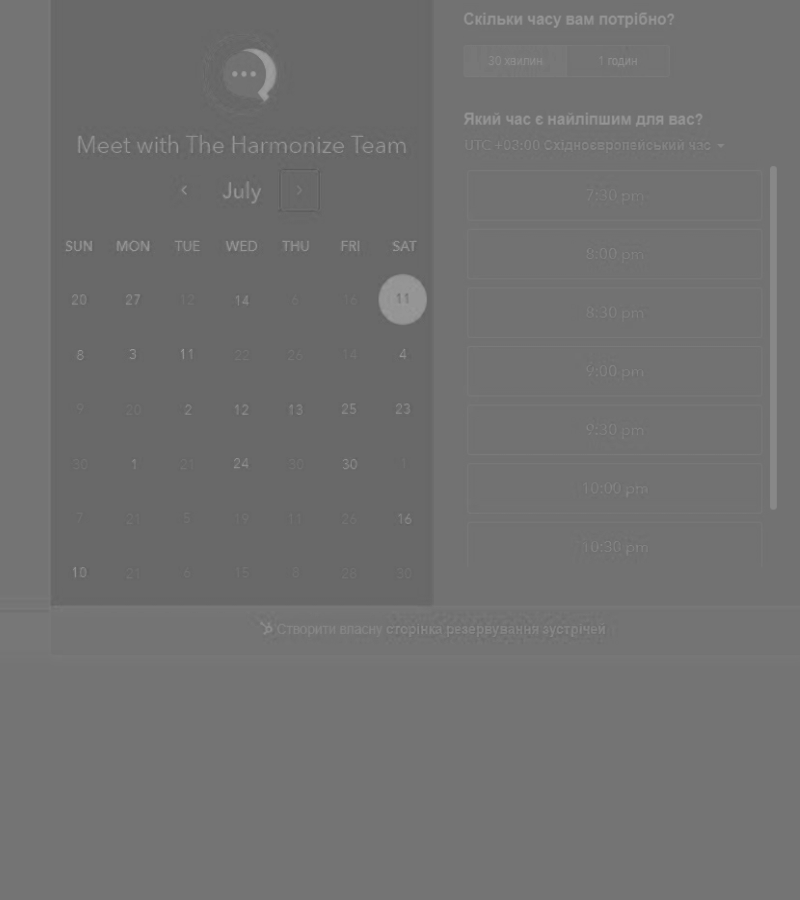 Meet with The Harmonize Team
July
SUN MON TUE WED THU FRI SAT
20 27 12 14 6 16 11
8 3 11 22 26 14 4
9 20 2 12 13 25 23
30 1 21 24 30 30 1
7 21 5 19 11 26 16
10 21 6 15 8 28 30
Скільки часу вам потрібно?
30 хвилин 1 годин
Який час є найліпшим для вас?
UTC +03:00 Східноєвропейський час
7:30 pm
8:00 pm
8:30 pm
9:00 pm
9:30 pm
10:00 pm
10:30 pm
Створити власну сторінка резервування зустрічей